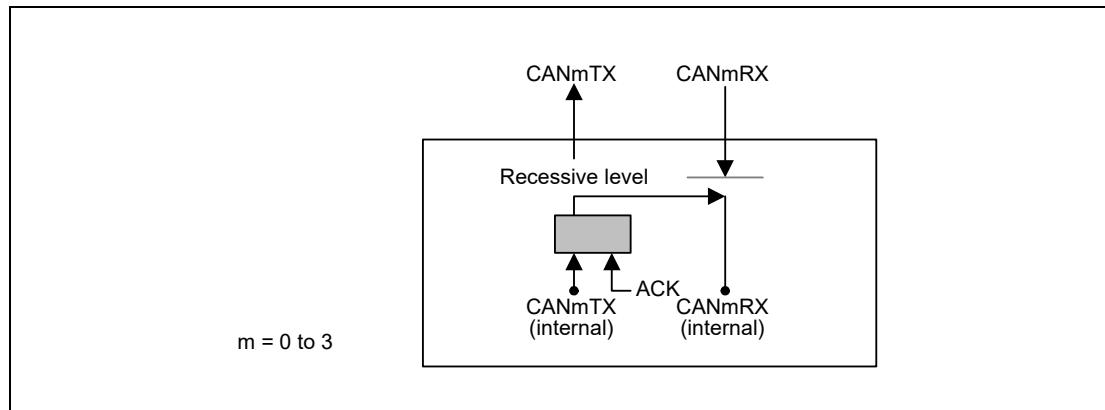 CANmTX CANmRX
Recessive level
ACK
CANmTX CANmRX
(internal) (internal)
m = 0 to 3